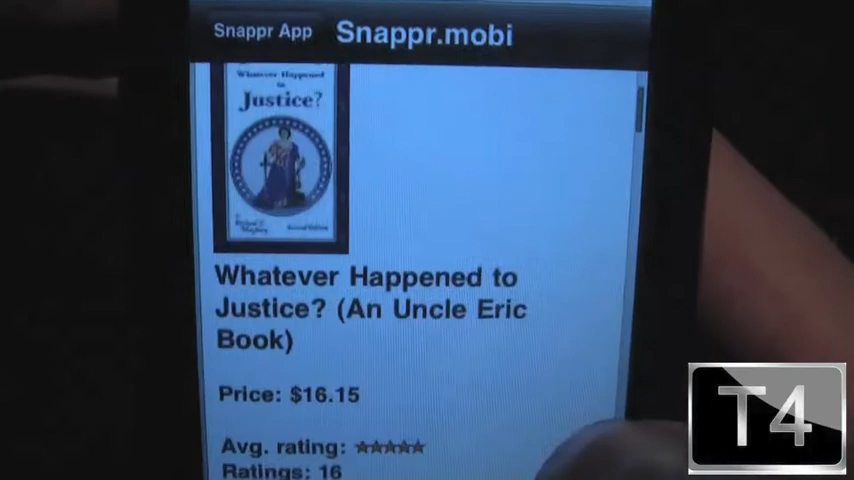 Snappr App
Snappr.mobi
Whatever Happened
to
Justice?
Whatever Happened to
Justice? (An Uncle Eric
Book)
Price: $16.15
Avg. rating: ★★★★★
Ratings: 16
T4